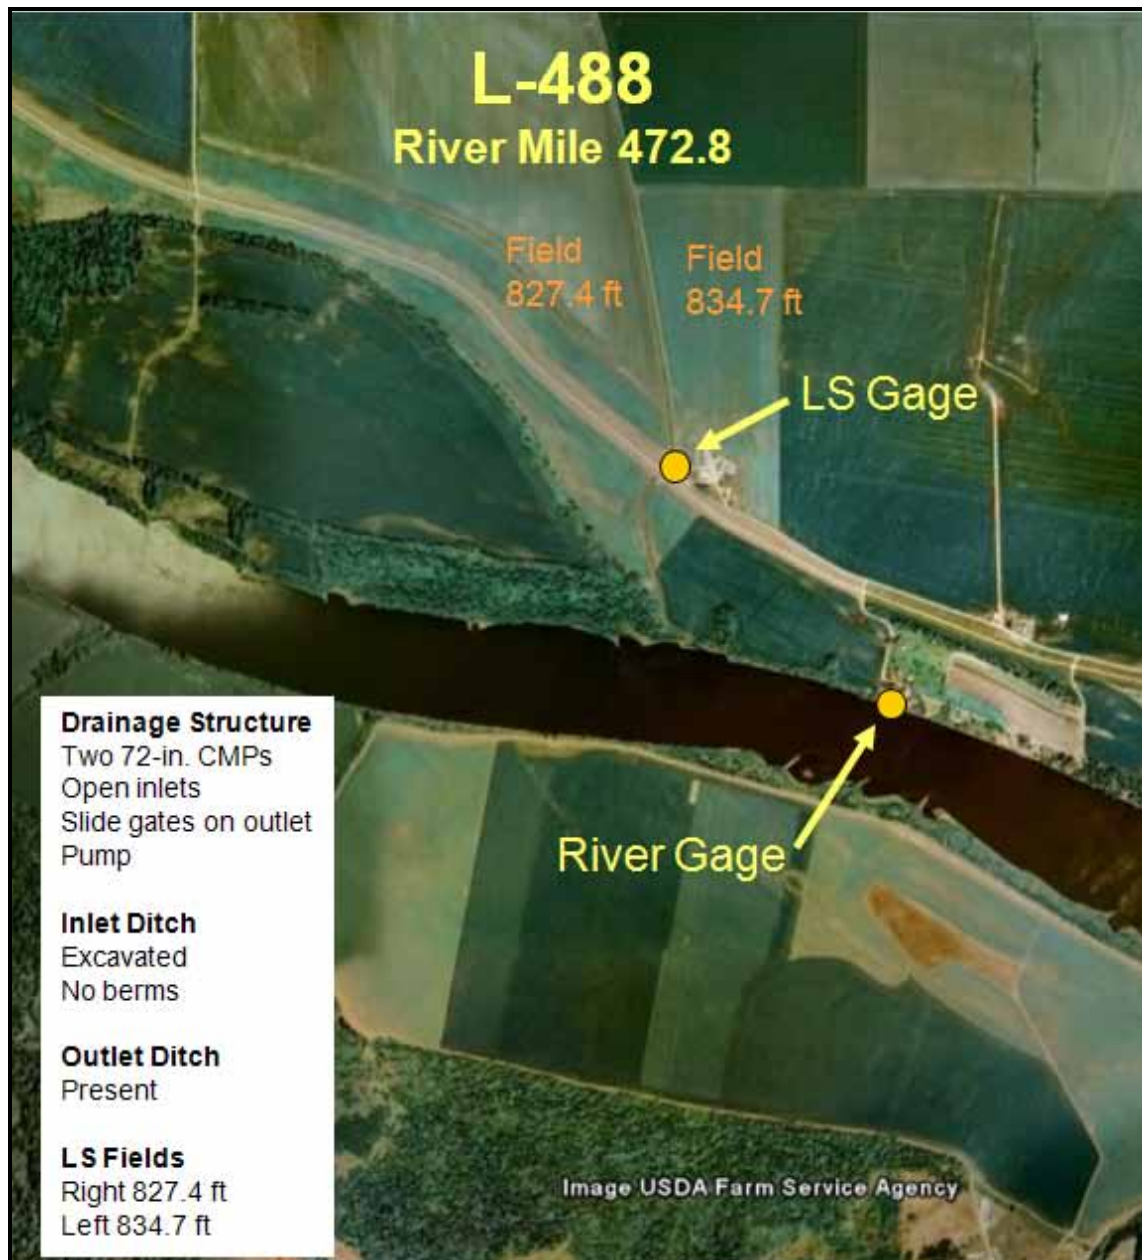 L-488
River Mile 472.8
Field
827.4 ft
Field
834.7 ft
LS Gage
River Gage
Drainage Structure
Two 72-in. CMPs
Open inlets
Slide gates on outlet
Pump
Inlet Ditch
Excavated
No berms
Outlet Ditch
Present
LS Fields
Right 827.4 ft
Left 834.7 ft
Image USDA Farm Service Agency